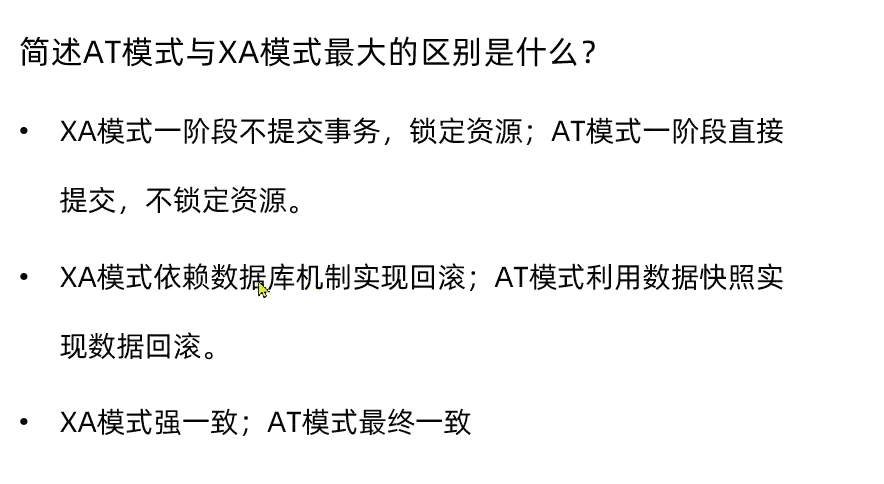 简述AT模式与XA模式最大的区别是什么？
• XA模式一阶段不提交事务，锁定资源；AT模式一阶段直接
提交，不锁定资源。
• XA模式依赖数据库机制实现回滚；AT模式利用数据快照实
现数据回滚。
• XA模式强一致；AT模式最终一致